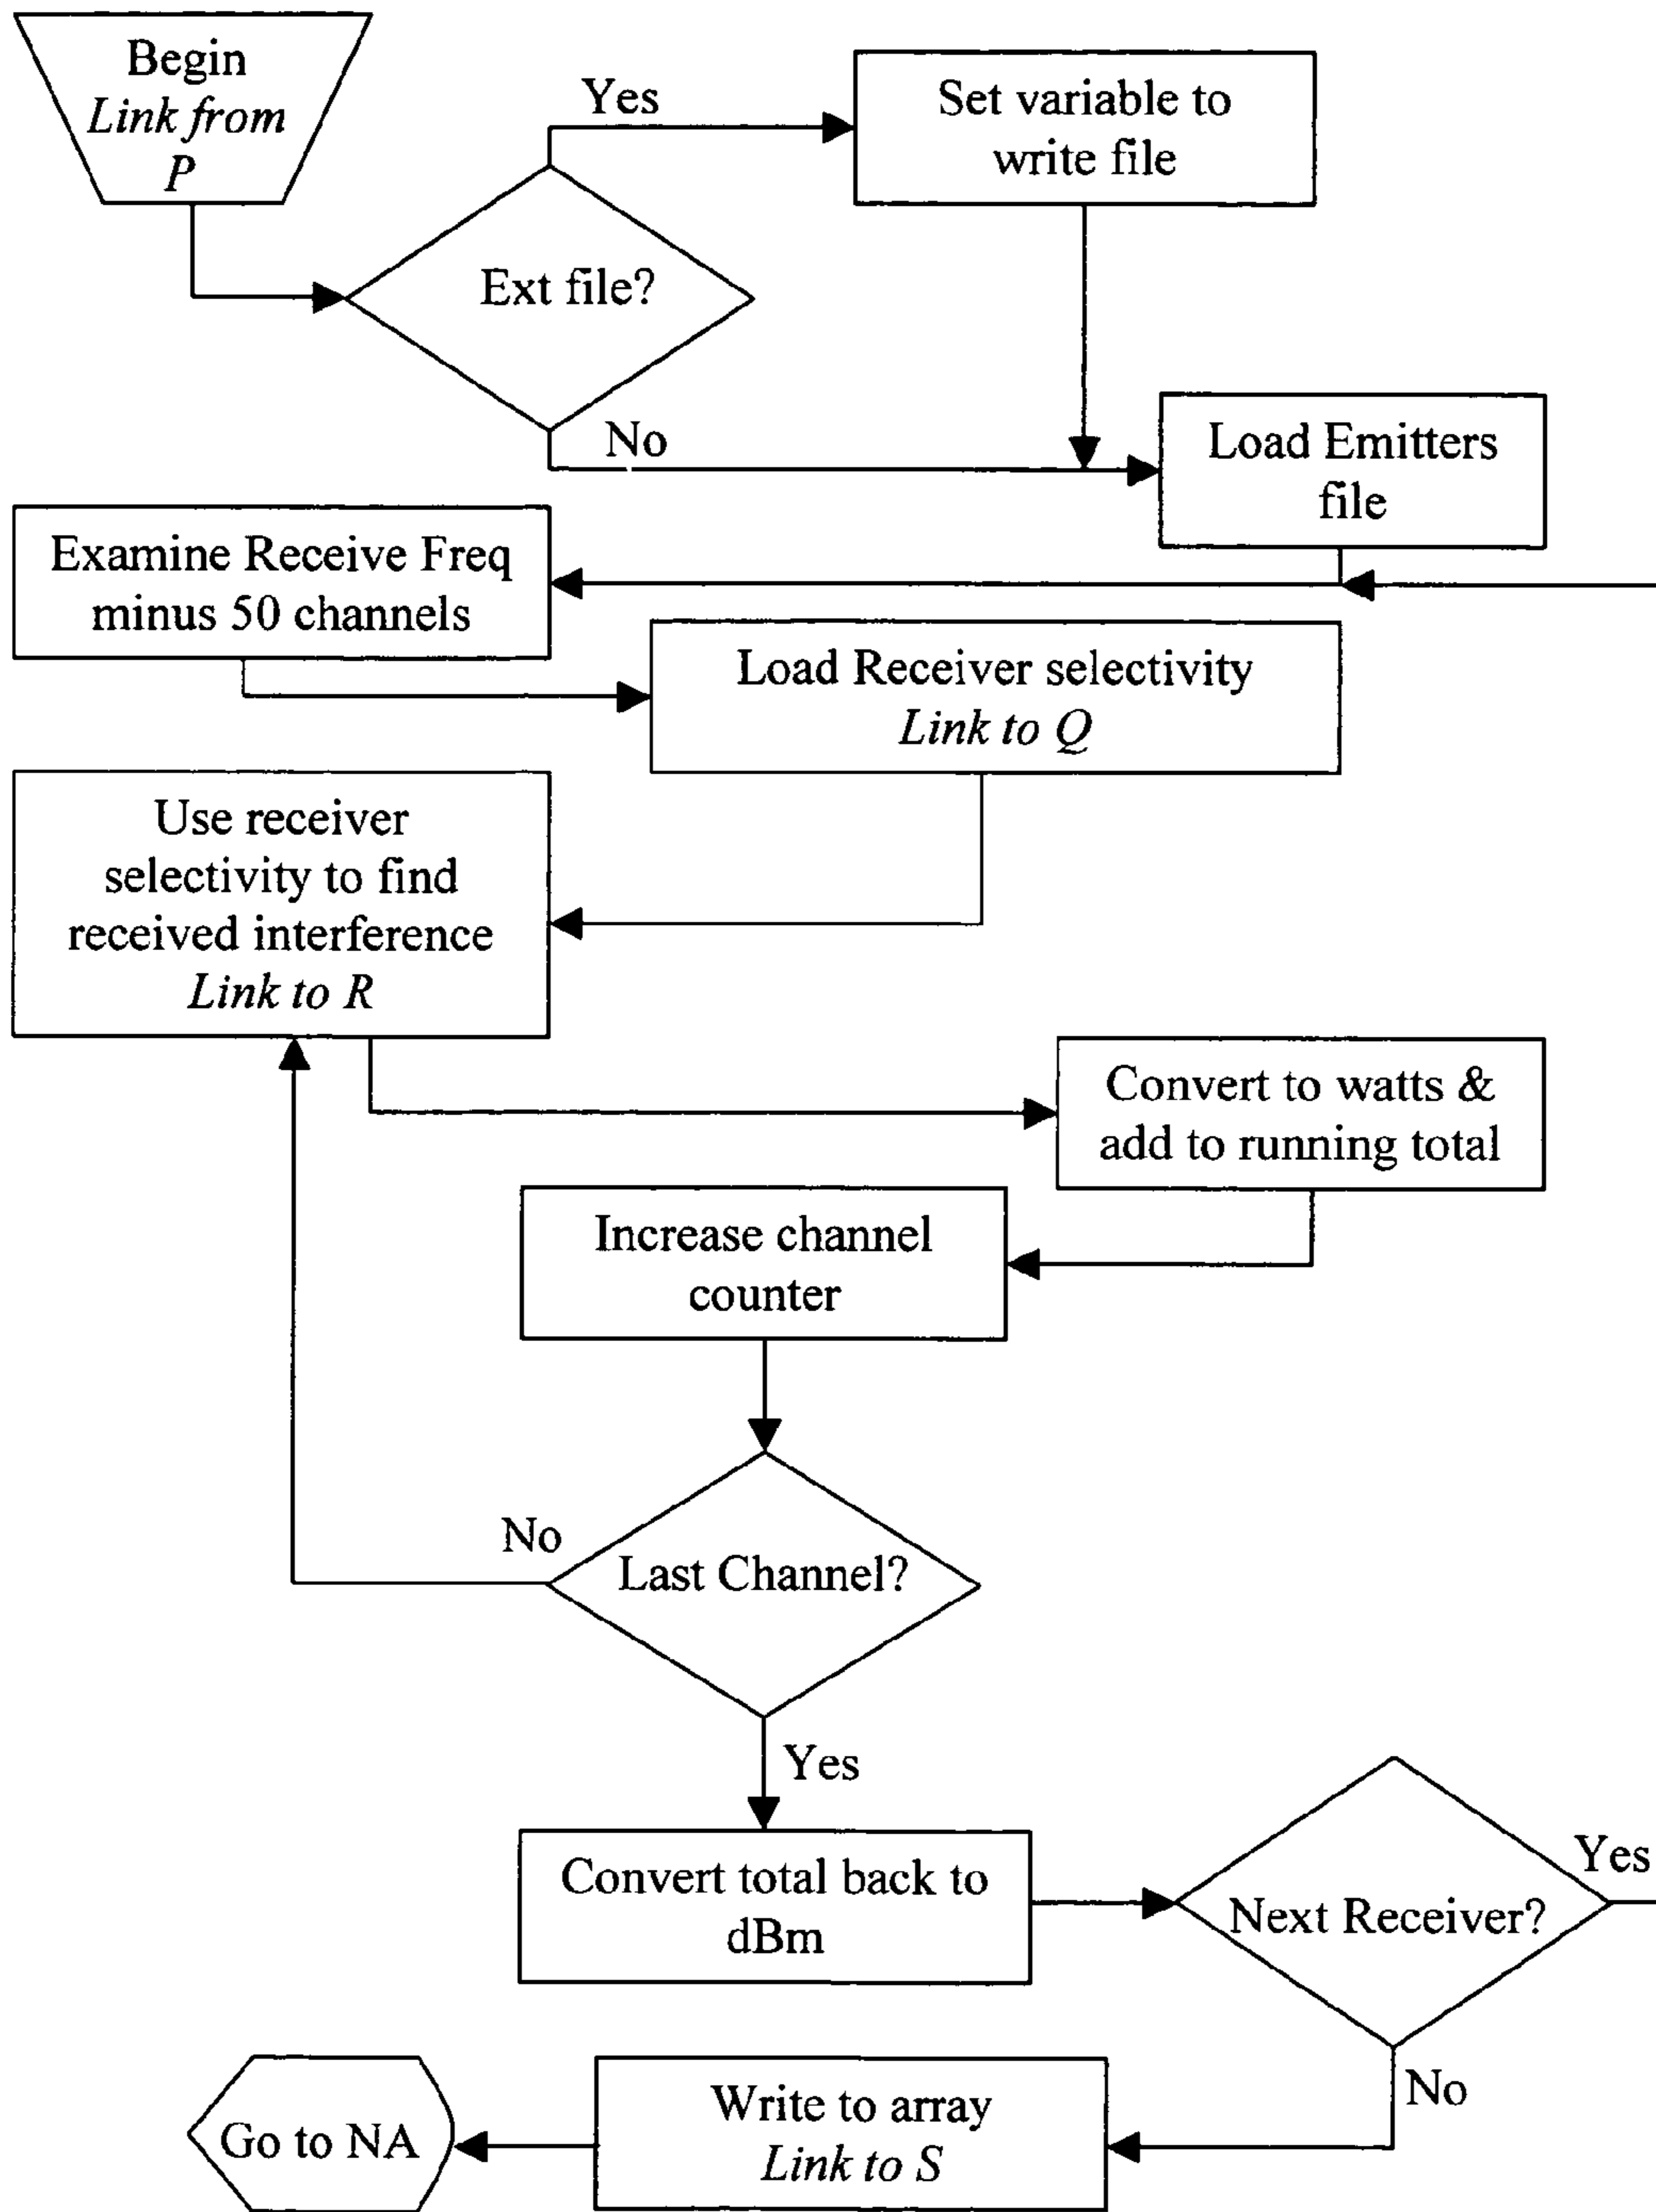 Begin
Link from
P
Yes
Set variable to
write file
Ext file?
No
Load Emitters
file
Examine Receive Freq
minus 50 channels
Load Receiver selectivity
Link to Q
Use receiver
selectivity to find
received interference
Link to R
Convert to watts &
add to running total
Increase channel
counter
No
Last Channel?
Yes
Convert total back to
dBm
Yes
Next Receiver?
No
Write to array
Link to S
Go to NA